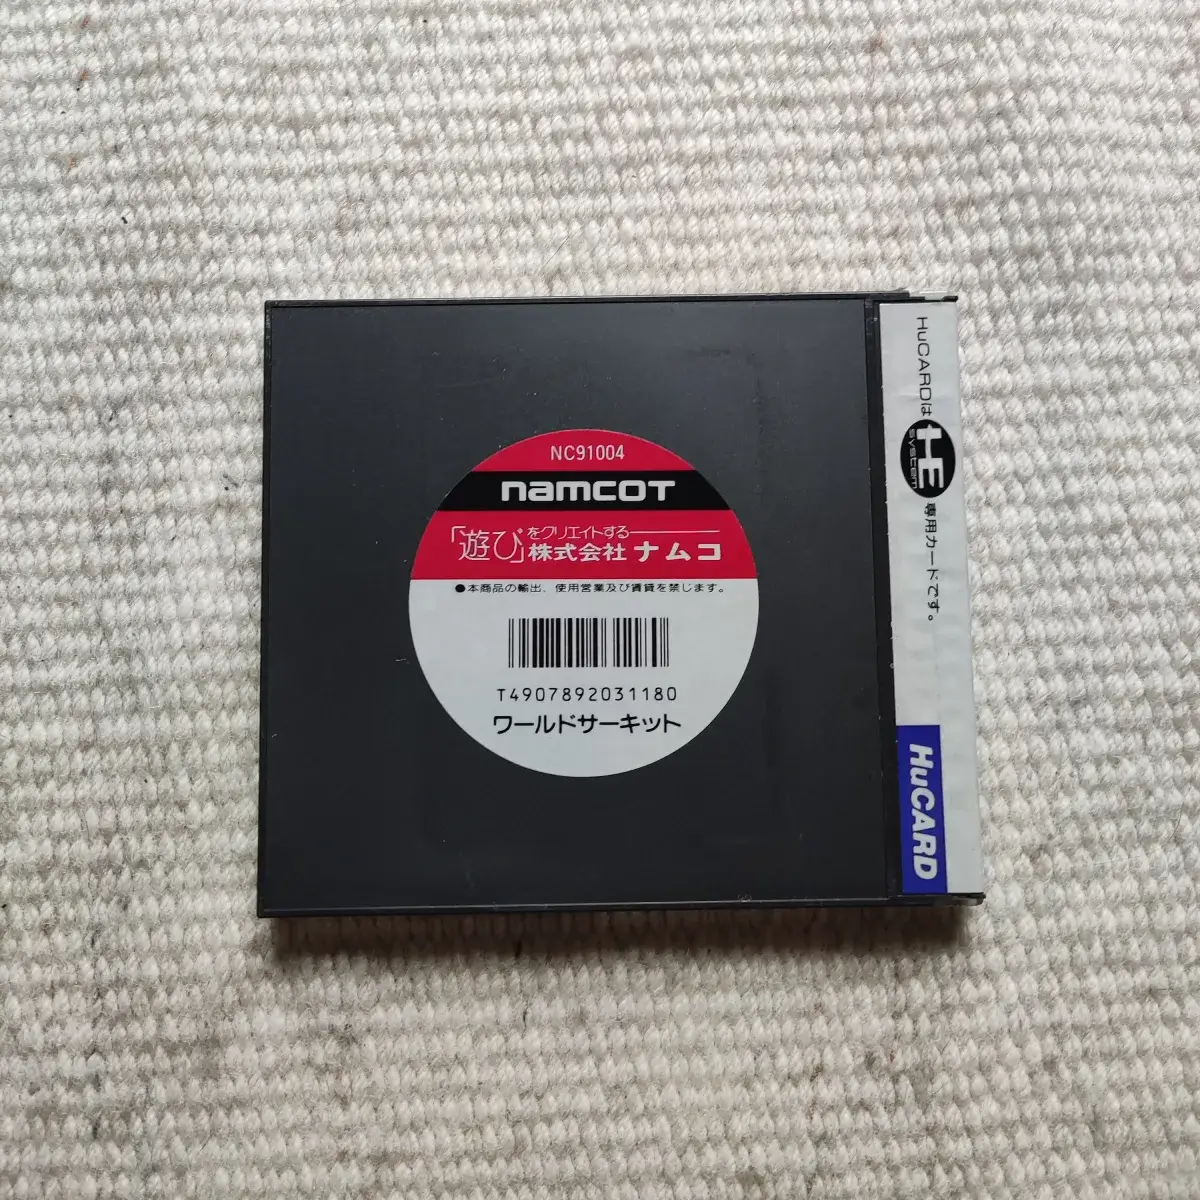 NC91004
namcot
「遊び」をクリエイトする
株式会社ナムコ
●本商品の輸出、使用営業及び賃貸を禁じます。
T4907892031180
ワールドサーキット
HuCARDは HE system 専用カードです。
HuCARD